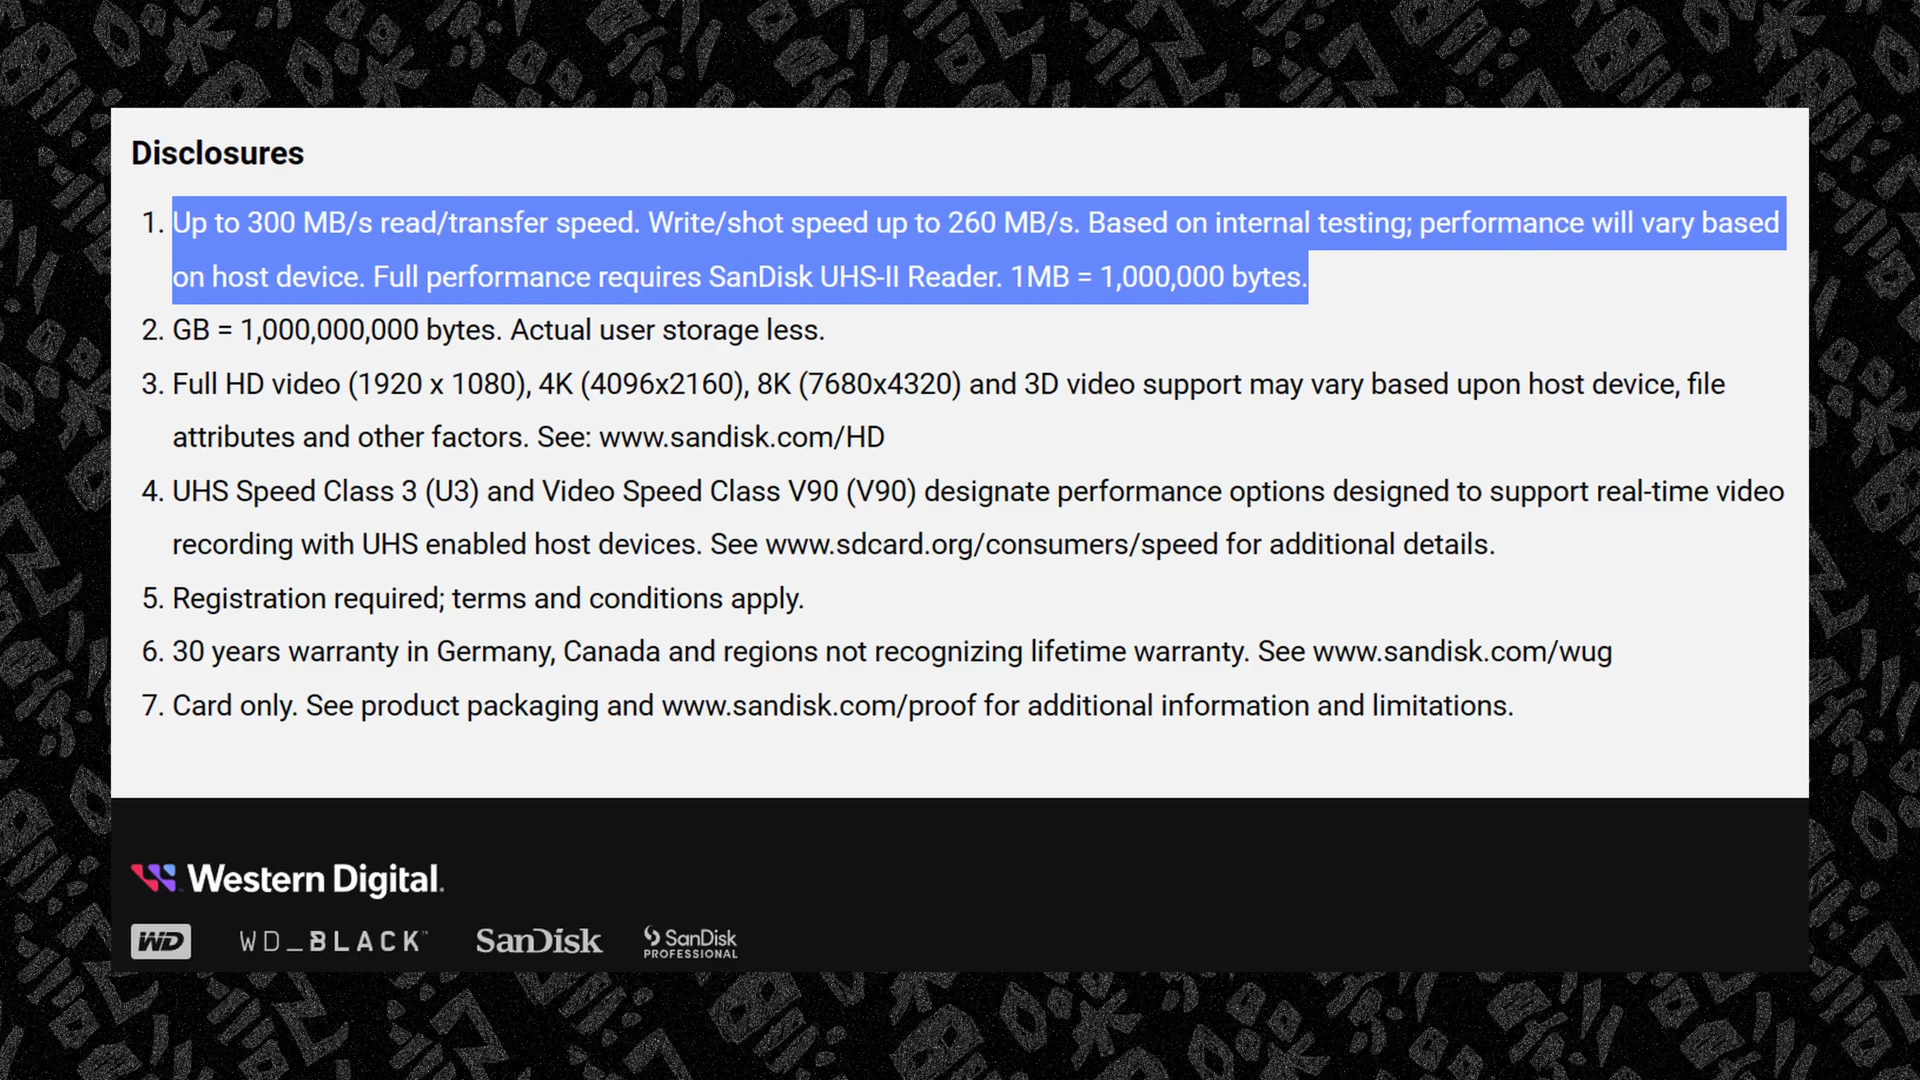 Disclosures
1. Up to 300 MB/s read/transfer speed. Write/shot speed up to 260 MB/s. Based on internal testing; performance will vary based
on host device. Full performance requires SanDisk UHS-II Reader. 1MB = 1,000,000 bytes.
2. GB = 1,000,000,000 bytes. Actual user storage less.
3. Full HD video (1920 x 1080), 4K (4096x2160), 8K (7680x4320) and 3D video support may vary based upon host device, file
attributes and other factors. See: www.sandisk.com/HD
4. UHS Speed Class 3 (U3) and Video Speed Class V90 (V90) designate performance options designed to support real-time video
recording with UHS enabled host devices. See www.sdcard.org/consumers/speed for additional details.
5. Registration required; terms and conditions apply.
6. 30 years warranty in Germany, Canada and regions not recognizing lifetime warranty. See www.sandisk.com/wug
7. Card only. See product packaging and www.sandisk.com/proof for additional information and limitations.
Western Digital.
WD WD_BLACK™ SanDisk SanDisk
PROFESSIONAL